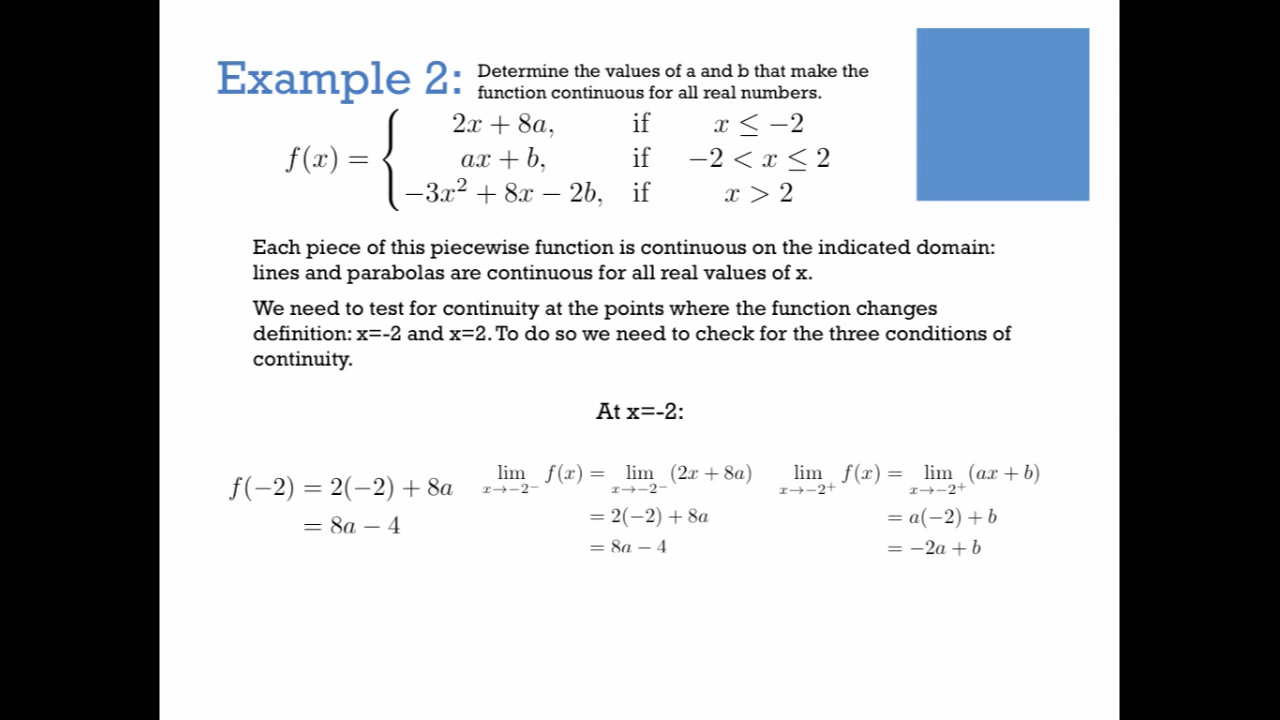 Example 2: Determine the values of a and b that make the
function continuous for all real numbers.
2x + 8a, if x ≤ −2
f(x) = { ax + b, if −2 < x ≤ 2
−3x² + 8x − 2b, if x > 2
Each piece of this piecewise function is continuous on the indicated domain:
lines and parabolas are continuous for all real values of x.
We need to test for continuity at the points where the function changes
definition: x=-2 and x=2. To do so we need to check for the three conditions of
continuity.
At x=-2:
f(−2) = 2(−2) + 8a
= 8a − 4
lim x→−2⁻ f(x) = lim x→−2⁻ (2x + 8a)
= 2(−2) + 8a
= 8a − 4
lim x→−2⁺ f(x) = lim x→−2⁺ (ax + b)
= a(−2) + b
= −2a + b